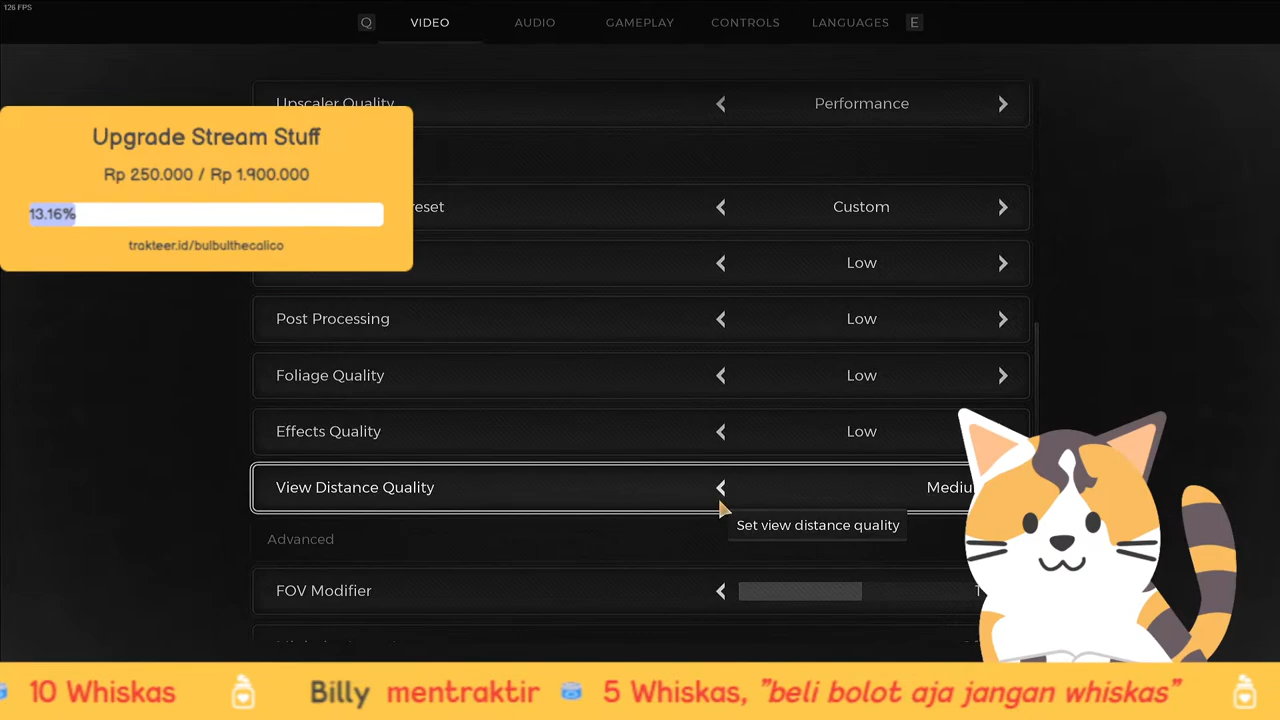 126 FPS
Q VIDEO AUDIO GAMEPLAY CONTROLS LANGUAGES E
Upscaler Quality Performance
Upgrade Stream Stuff
Rp 250.000 / Rp 1.900.000
13.16%
trakteer.id/bulbulthecalico
reset Custom
Low
Post Processing Low
Foliage Quality Low
Effects Quality Low
View Distance Quality Mediu
Set view distance quality
Advanced
FOV Modifier
10 Whiskas Billy mentraktir 5 Whiskas, "beli bolot aja jangan whiskas"